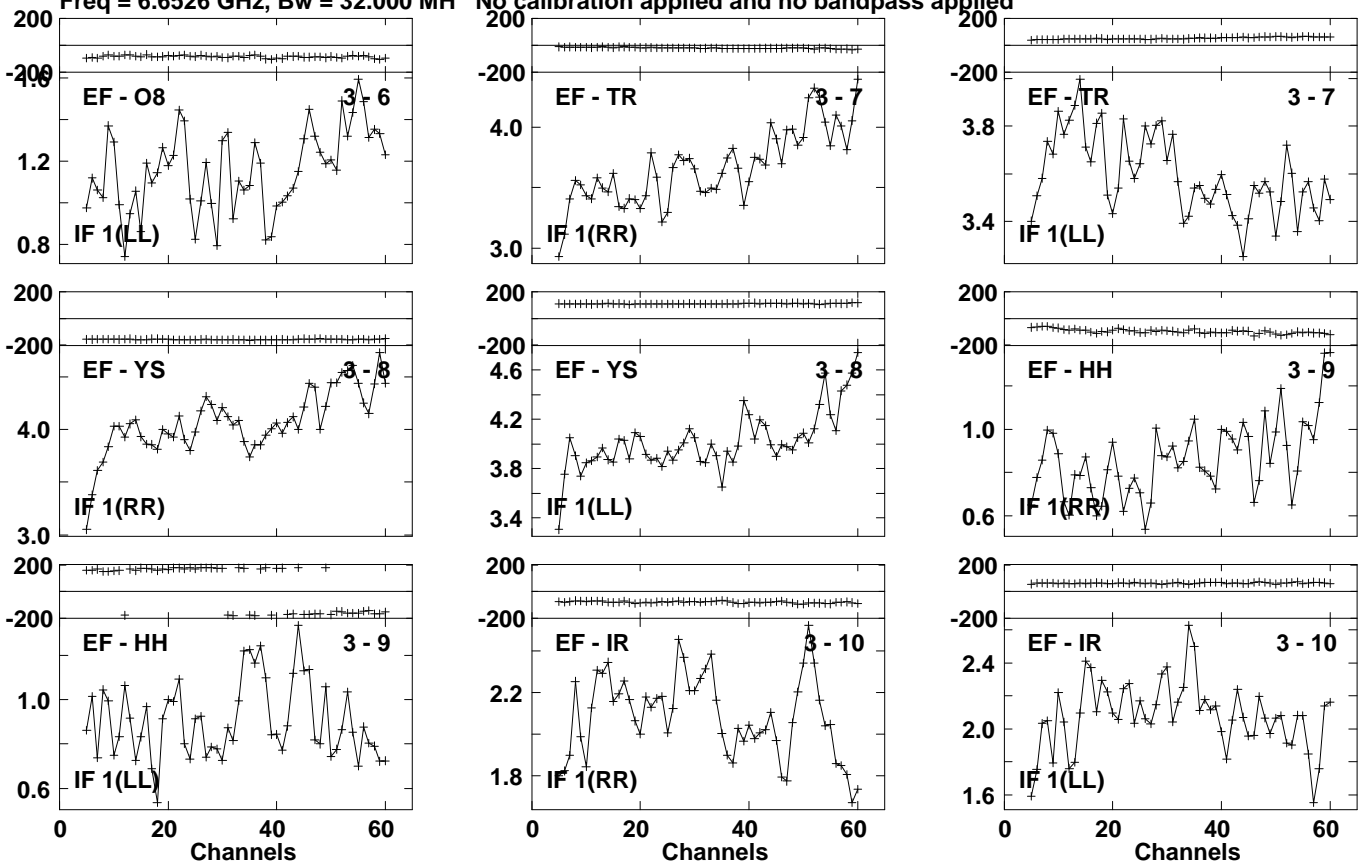 Freq = 6.6526 GHz, Bw = 32.000 MH No calibration applied and no bandpass applied
200 200 200
-200 -200 -200
1.6
EF - O8 3 - 6 EF - TR 3 - 7 EF - TR 3 - 7
4.0 3.8
1.2
3.4
IF 1(LL) IF 1(RR) IF 1(LL)
0.8 3.0
200 200 200
-200 -200 -200
EF - YS 3 - 8 EF - YS 3 - 8 EF - HH 3 - 9
4.6
4.0 4.2 1.0
3.8
IF 1(RR) IF 1(LL) IF 1(RR)
3.0 3.4 0.6
200 200 200
-200 -200 -200
EF - HH 3 - 9 EF - IR 3 - 10 EF - IR 3 - 10
2.4
1.0 2.2
2.0
IF 1(LL) IF 1(RR) IF 1(LL)
0.6 1.8 1.6
0 20 40 60 0 20 40 60 0 20 40 60
Channels Channels Channels